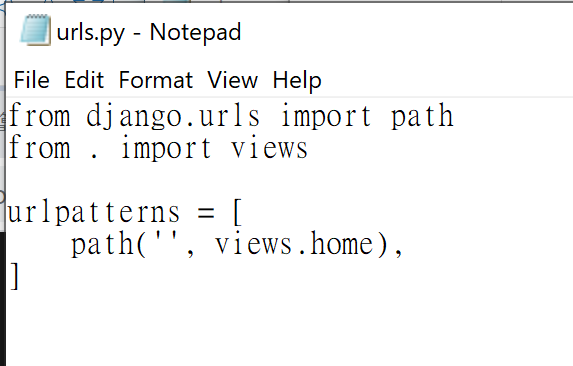 urls.py - Notepad
File Edit Format View Help
from django.urls import path
from . import views
urlpatterns = [
    path('', views.home),
]